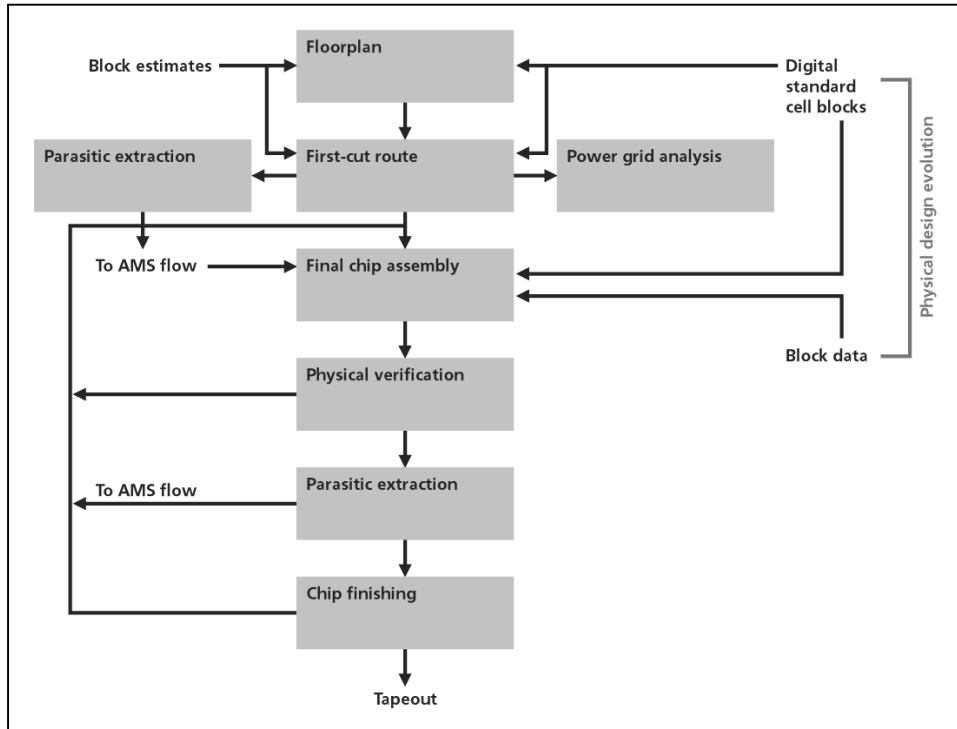 Floorplan
Block estimates
Digital
standard
cell blocks
Parasitic extraction
First-cut route
Power grid analysis
Physical design evolution
To AMS flow
Final chip assembly
Block data
Physical verification
To AMS flow
Parasitic extraction
Chip finishing
Tapeout